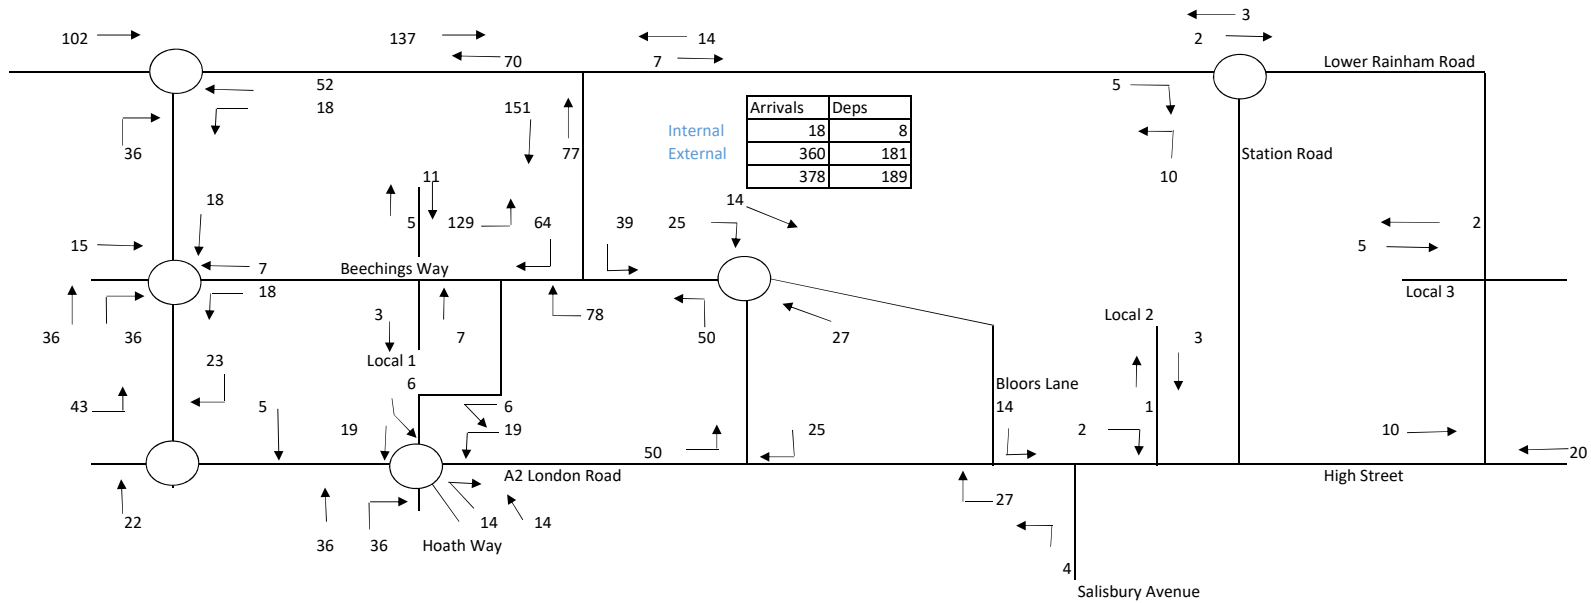 3
102 137 14 2
70 7 Lower Rainham Road
52 5
18 151 Arrivals Deps
Internal 18 8
36 77 External 360 181 Station Road
378 189
11 10
18 14
5 129 64 39 25 2
15 5
7 Beechings Way
18 Local 3
3 78 Local 2
36 36 7 50 27 3
23 Local 1
6 Bloors Lane
43 5 6 14 1
19 19 25 2 10
50 20
A2 London Road High Street
27
22 14 14
36 36 Hoath Way
4
Salisbury Avenue